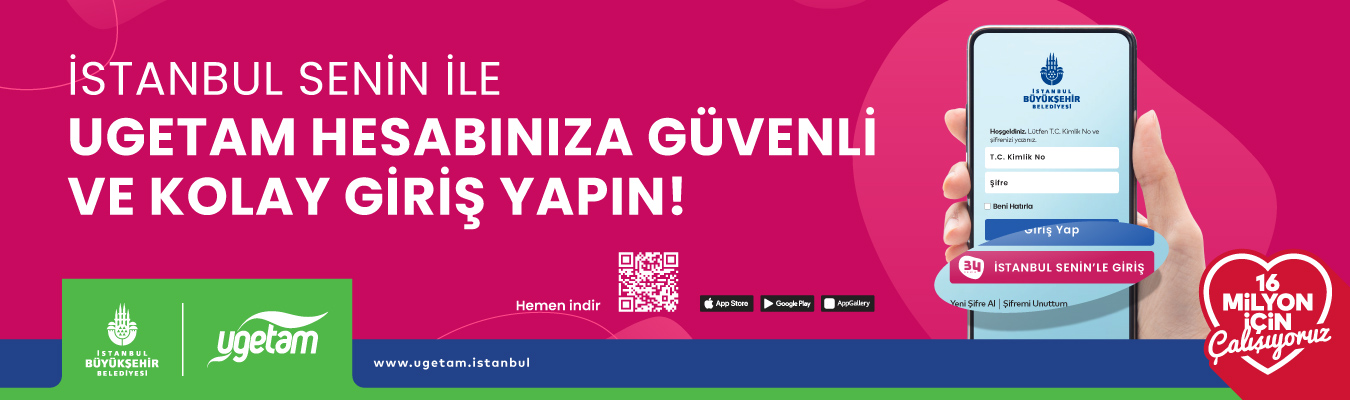 İSTANBUL SENİN İLE
UGETAM HESABINIZA GÜVENLİ
VE KOLAY GİRİŞ YAPIN!
Hemen indir
App Store
Google Play
AppGallery
İSTANBUL
BÜYÜKŞEHİR
BELEDİYESİ
ugetam
www.ugetam.istanbul
İSTANBUL
BÜYÜKŞEHİR
BELEDİYESİ
Hoşgeldiniz. Lütfen T.C. Kimlik No ve
şifrenizi yazınız.
T.C. Kimlik No
Şifre
Beni Hatırla
Giriş Yap
34 İSTANBUL SENİN'LE GİRİŞ
Yeni Şifre Al | Şifremi Unuttum
16
MİLYON
İÇİN
Çalışıyoruz